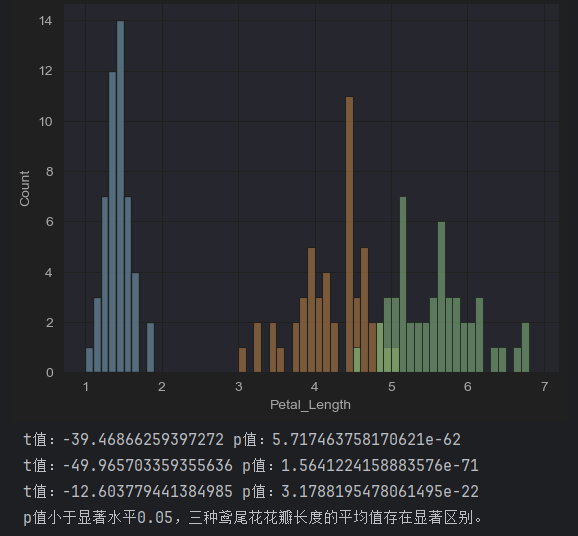 14
12
10
8
6
4
2
0
Count
1 2 3 4 5 6 7
Petal_Length
t值：-39.46866259397272 p值：5.717463758170621e-62
t值：-49.965703359355636 p值：1.5641224158883576e-71
t值：-12.603779441384985 p值：3.1788195478061495e-22
p值小于显著水平0.05，三种鸢尾花花瓣长度的平均值存在显著区别。